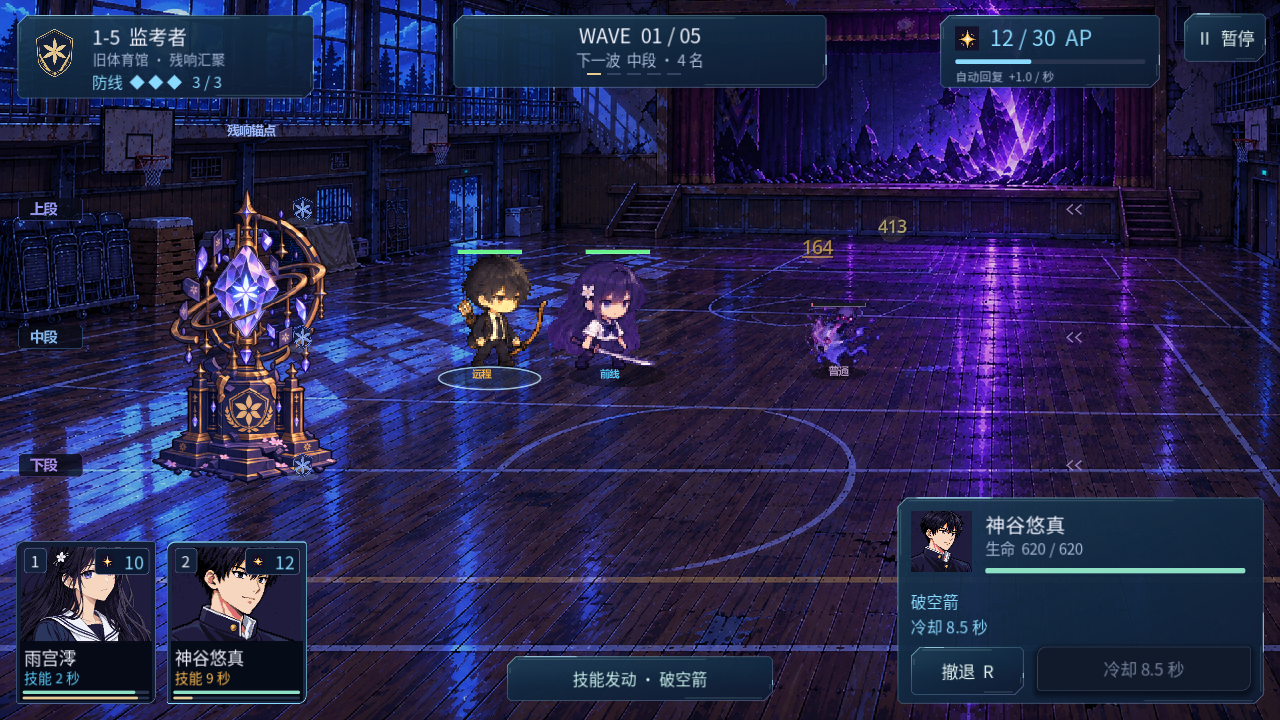 1-5 监考者
旧体育馆 · 残响汇聚
防线 3 / 3
WAVE 01 / 05
下一波 中段 · 4 名
12 / 30 AP
自动回复 +1.0 / 秒
II 暂停
残响锚点
上段
中段
下段
413
164
远程
前线
普通
1
10
雨宫澪
技能 2 秒
2
12
神谷悠真
技能 9 秒
技能发动 · 破空箭
神谷悠真
生命 620 / 620
破空箭
冷却 8.5 秒
撤退 R
冷却 8.5 秒